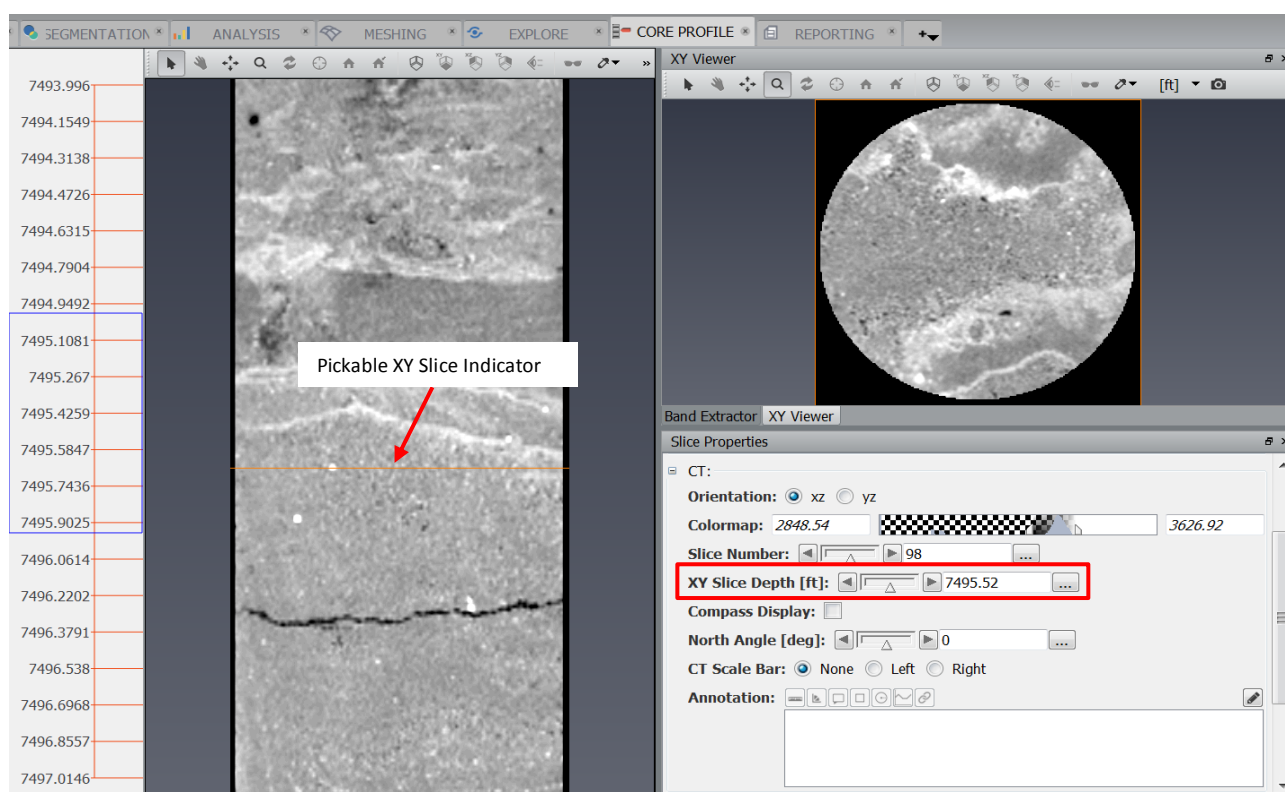 SEGMENTATION ANALYSIS MESHING EXPLORE CORE PROFILE REPORTING
XY Viewer
[ft]
7493.996
7494.1549
7494.3138
7494.4726
7494.6315
7494.7904
7494.9492
7495.1081
7495.267
7495.4259
7495.5847
7495.7436
7495.9025
7496.0614
7496.2202
7496.3791
7496.538
7496.6968
7496.8557
7497.0146
Pickable XY Slice Indicator
Band Extractor XY Viewer
Slice Properties
CT:
Orientation: xz yz
Colormap: 2848.54 3626.92
Slice Number: 98 ...
XY Slice Depth [ft]: 7495.52 ...
Compass Display:
North Angle [deg]: 0 ...
CT Scale Bar: None Left Right
Annotation: